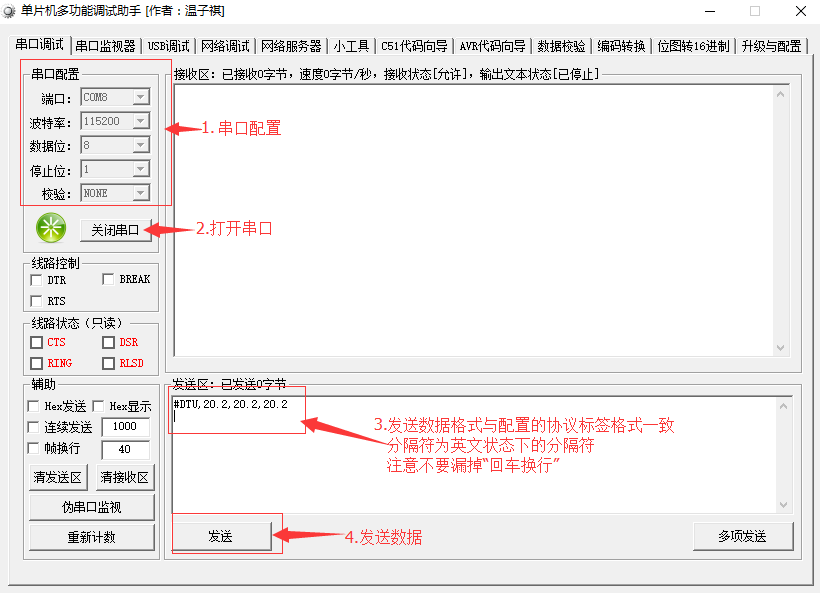 单片机多功能调试助手 [作者：温子祺]
串口调试 串口监视器 USB调试 网络调试 网络服务器 小工具 C51代码向导 AVR代码向导 数据校验 编码转换 位图转16进制 升级与配置
串口配置
端口： COM8
波特率： 115200
数据位： 8
停止位： 1
校验： NONE
1. 串口配置
关闭串口
2.打开串口
线路控制
DTR BREAK
RTS
线路状态（只读）
CTS DSR
RING RLSD
辅助
Hex发送 Hex显示
连续发送 1000
帧换行 40
清发送区 清接收区
伪串口监视
重新计数
接收区：已接收0字节，速度0字节/秒，接收状态[允许]，输出文本状态[已停止]
发送区：已发送0字节
#DTU,20.2,20.2,20.2
3.发送数据格式与配置的协议标签格式一致
分隔符为英文状态下的分隔符
注意不要漏掉“回车换行”
发送
4.发送数据
多项发送